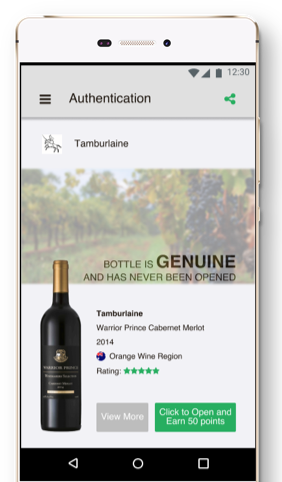 12:30
Authentication
Tamburlaine
BOTTLE IS GENUINE
AND HAS NEVER BEEN OPENED
WARRIOR PRINCE
Tamburlaine
Warrior Prince Cabernet Merlot
2014
Orange Wine Region
Rating:
View More
Click to Open and
Earn 50 points